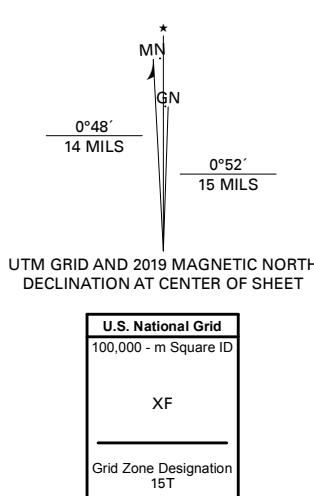 ★
MN
GN
0°48´
14 MILS
0°52´
15 MILS
UTM GRID AND 2019 MAGNETIC NORTH
DECLINATION AT CENTER OF SHEET
U.S. National Grid
100,000 - m Square ID
XF
Grid Zone Designation
15T